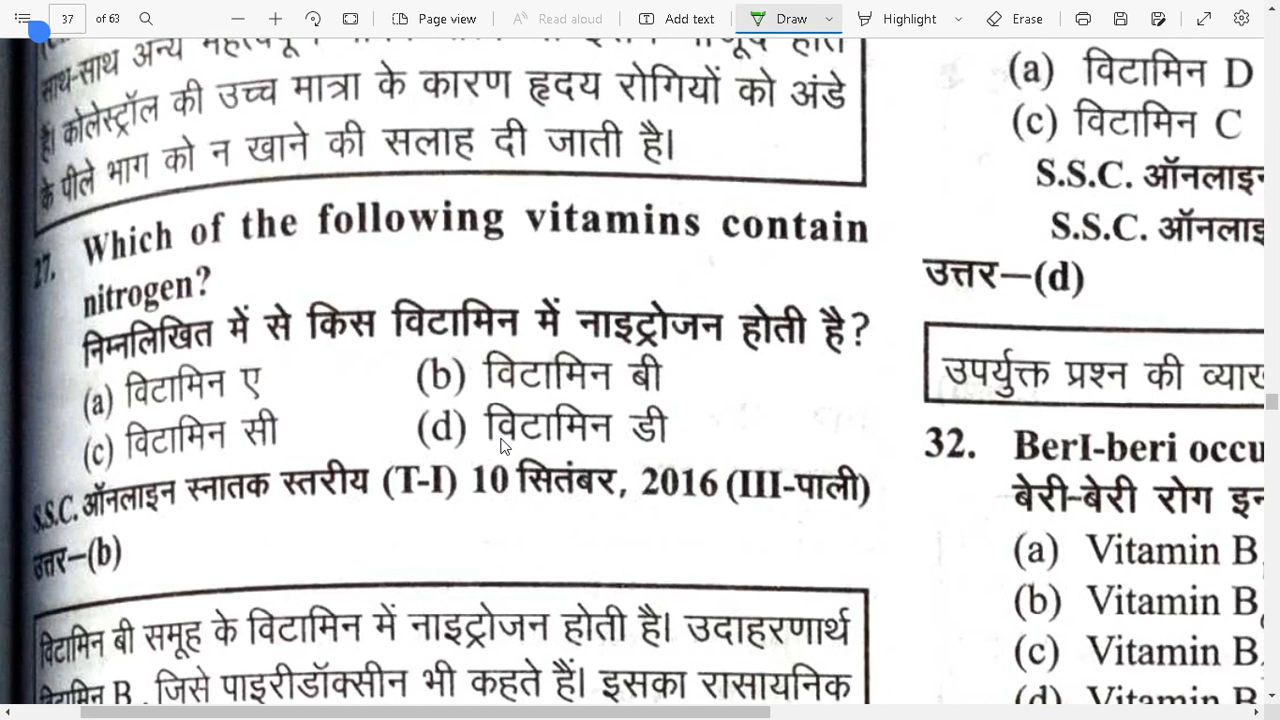 37 of 63 Page view Read aloud Add text Draw Highlight Erase
साथ-साथ अन्य
है। कोलेस्ट्रॉल की उच्च मात्रा के कारण हृदय रोगियों को अंडे
के पीले भाग को न खाने की सलाह दी जाती है।
27. Which of the following vitamins contain
nitrogen?
निम्नलिखित में से किस विटामिन में नाइट्रोजन होती है?
(a) विटामिन ए (b) विटामिन बी
(c) विटामिन सी (d) विटामिन डी
S.S.C. ऑनलाइन स्नातक स्तरीय (T-I) 10 सितंबर, 2016 (III-पाली)
उत्तर–(b)
विटामिन बी समूह के विटामिन में नाइट्रोजन होती है। उदाहरणार्थ
विटामिन B जिसे पाइरीडॉक्सीन भी कहते हैं। इसका रासायनिक
(a) विटामिन D
(c) विटामिन C
S.S.C.
S.S.C.
उत्तर–(d)
उपर्युक्त प्रश्न की
32. BerI-beri
बेरी-बेरी रोग
(a) Vitamin B
(b) Vitamin B
(c) Vitamin B
(d) Vitamin B